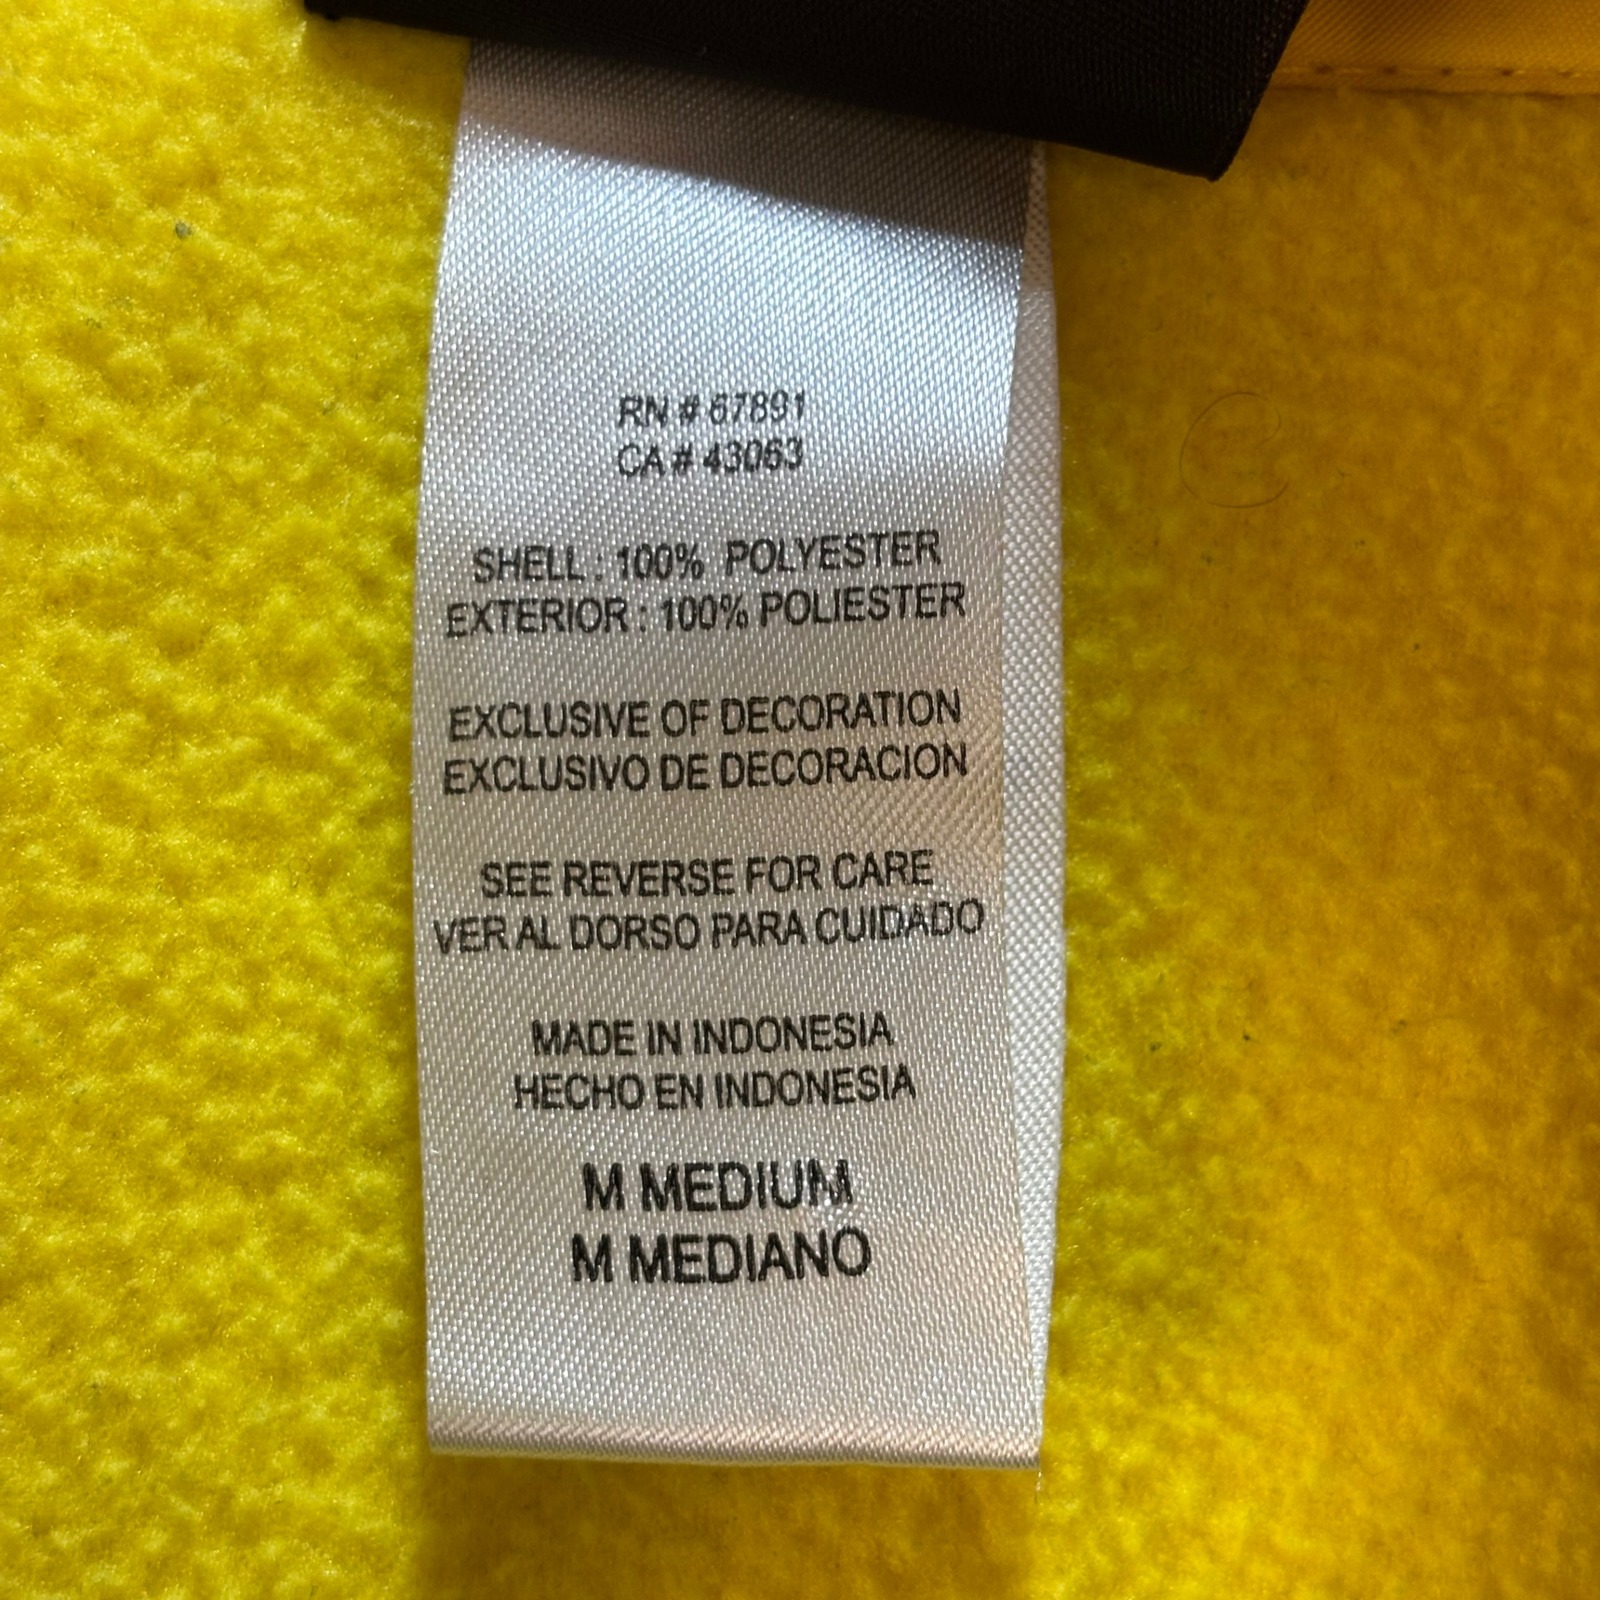 RN # 67891
CA # 43063
SHELL : 100% POLYESTER
EXTERIOR : 100% POLIESTER
EXCLUSIVE OF DECORATION
EXCLUSIVO DE DECORACION
SEE REVERSE FOR CARE
VER AL DORSO PARA CUIDADO
MADE IN INDONESIA
HECHO EN INDONESIA
M MEDIUM
M MEDIANO